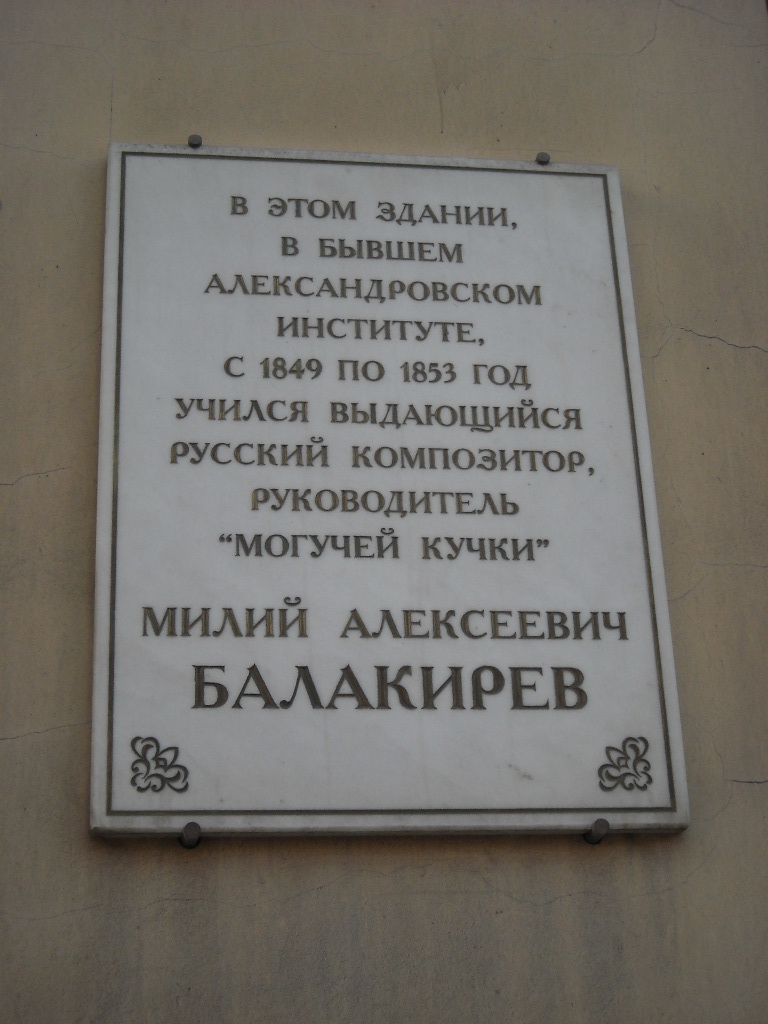 В ЭТОМ ЗДАНИИ,
В БЫВШЕМ
АЛЕКСАНДРОВСКОМ
ИНСТИТУТЕ,
С 1849 ПО 1853 ГОД
УЧИЛСЯ ВЫДАЮЩИЙСЯ
РУССКИЙ КОМПОЗИТОР,
РУКОВОДИТЕЛЬ
“МОГУЧЕЙ КУЧКИ”
МИЛИЙ АЛЕКСЕЕВИЧ
БАЛАКИРЕВ